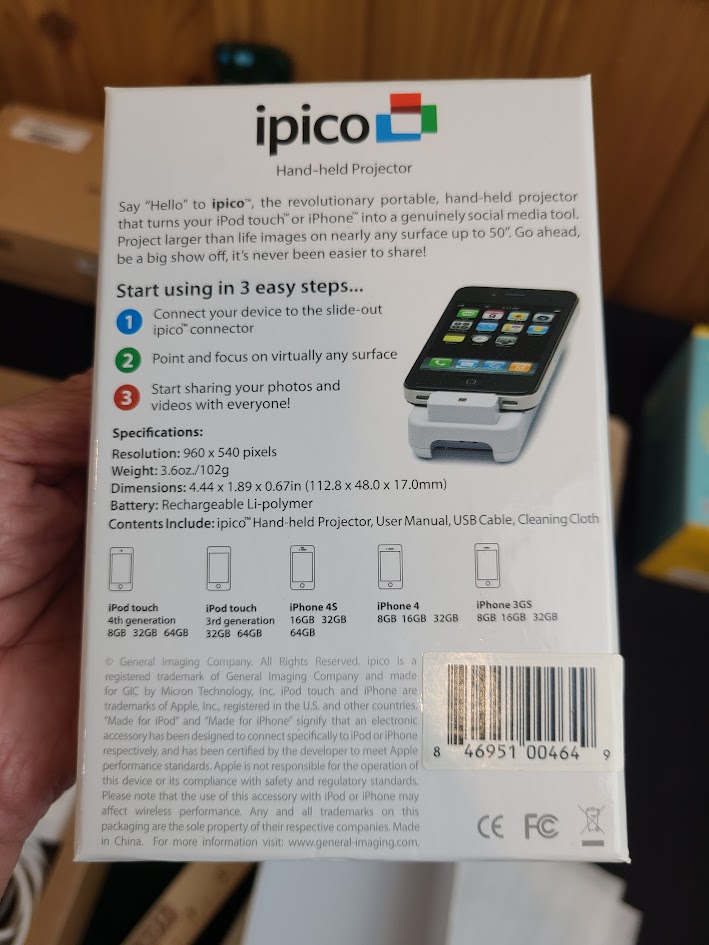 ipico
Hand-held Projector
Say "Hello" to ipico™, the revolutionary portable, hand-held projector
that turns your iPod touch™ or iPhone™ into a genuinely social media tool.
Project larger than life images on nearly any surface up to 50". Go ahead,
be a big show off, it's never been easier to share!
Start using in 3 easy steps...
1 Connect your device to the slide-out
ipico™ connector
2 Point and focus on virtually any surface
3 Start sharing your photos and
videos with everyone!
Specifications:
Resolution: 960 x 540 pixels
Weight: 3.6oz./102g
Dimensions: 4.44 x 1.89 x 0.67in (112.8 x 48.0 x 17.0mm)
Battery: Rechargeable Li-polymer
Contents Include: ipico™ Hand-held Projector, User Manual, USB Cable, Cleaning Cloth
iPod touch
4th generation
8GB 32GB 64GB
iPod touch
3rd generation
32GB 64GB
iPhone 4S
16GB 32GB
64GB
iPhone 4
8GB 16GB 32GB
iPhone 3GS
8GB 16GB 32GB
© General Imaging Company. All Rights Reserved. ipico is a
registered trademark of General Imaging Company and made
for GIC by Micron Technology, Inc. iPod touch and iPhone are
trademarks of Apple, Inc., registered in the U.S. and other countries.
"Made for iPod" and "Made for iPhone" signify that an electronic
accessory has been designed to connect specifically to iPod or iPhone
respectively, and has been certified by the developer to meet Apple
performance standards. Apple is not responsible for the operation of
this device or its compliance with safety and regulatory standards.
Please note that the use of this accessory with iPod or iPhone may
affect wireless performance. Any and all trademarks on this
packaging are the sole property of their respective companies. Made
in China. For more information visit: www.general-imaging.com.
8 46951 00464 9
CE FC